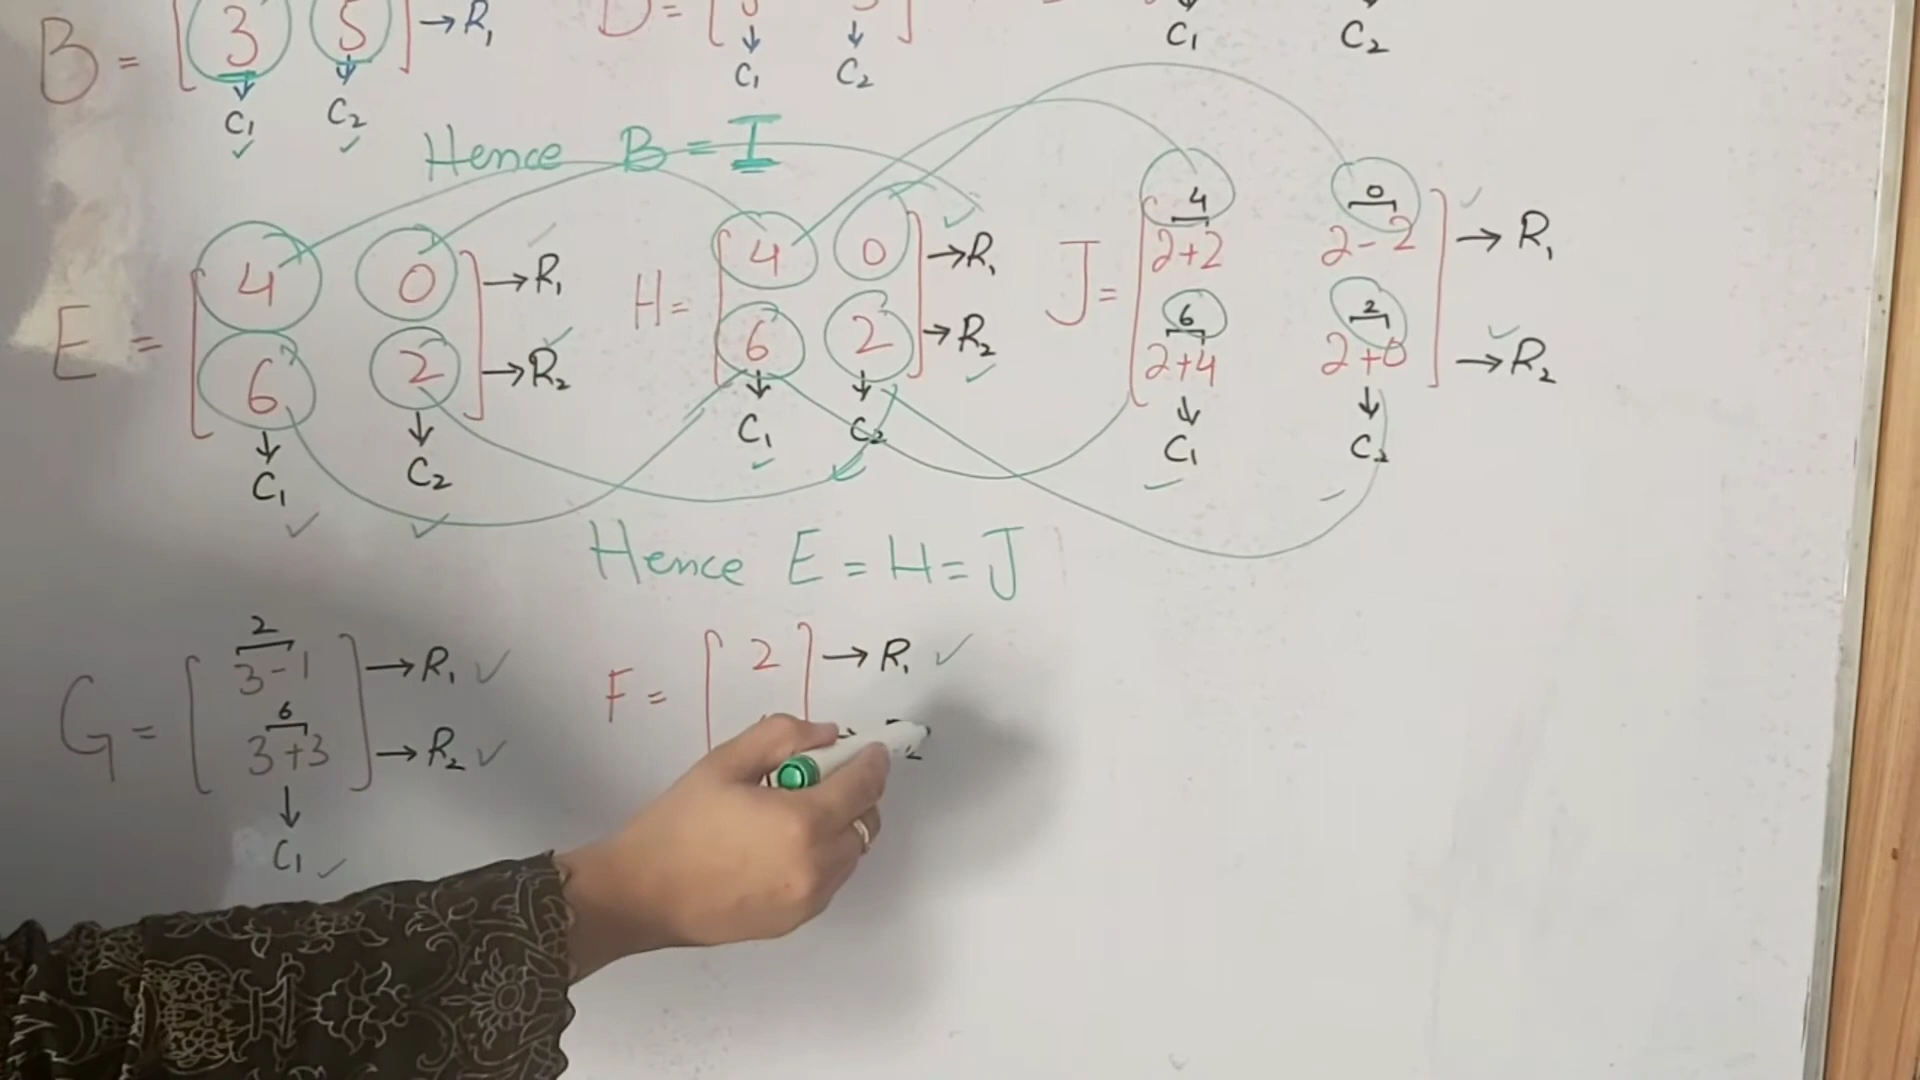 B = [ 3 5 ] → R₁ D =
↓ ↓ ↓ ↓
C₁ C₂ C₁ C₂ C₁ C₂
Hence B = I
E = [ 4 0 ] → R₁ H = [ 4 0 ] → R₁ J = [ 4 0
2+2 2-2 ] → R₁
6 2 → R₂ 6 2 → R₂ 6 2
2+4 2+0 → R₂
↓ ↓ ↓ ↓ ↓ ↓
C₁ C₂ C₁ C₂ C₁ C₂
Hence E = H = J
G = [ 2
3-1 → R₁ ✓
6
3+3 ] → R₂ ✓
↓
C₁ ✓
F = [ 2 ] → R₁ ✓